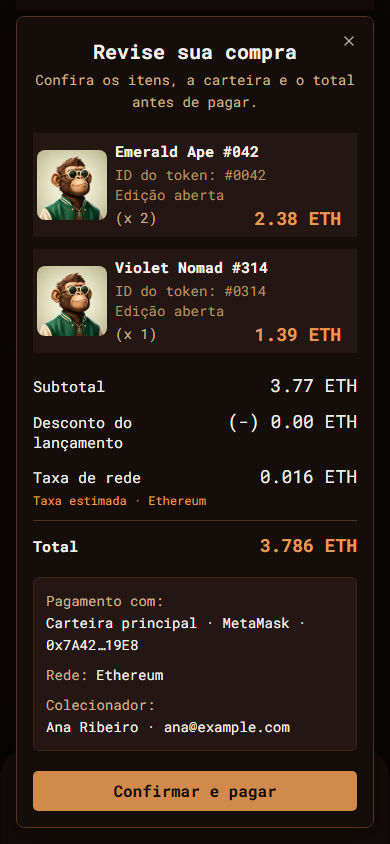 Revise sua compra
Confira os itens, a carteira e o total
antes de pagar.
Emerald Ape #042
ID do token: #0042
Edição aberta
(x 2) 2.38 ETH
Violet Nomad #314
ID do token: #0314
Edição aberta
(x 1) 1.39 ETH
Subtotal 3.77 ETH
Desconto do (-) 0.00 ETH
lançamento
Taxa de rede 0.016 ETH
Taxa estimada · Ethereum
Total 3.786 ETH
Pagamento com:
Carteira principal · MetaMask ·
0x7A42…19E8
Rede: Ethereum
Colecionador:
Ana Ribeiro · ana@example.com
Confirmar e pagar